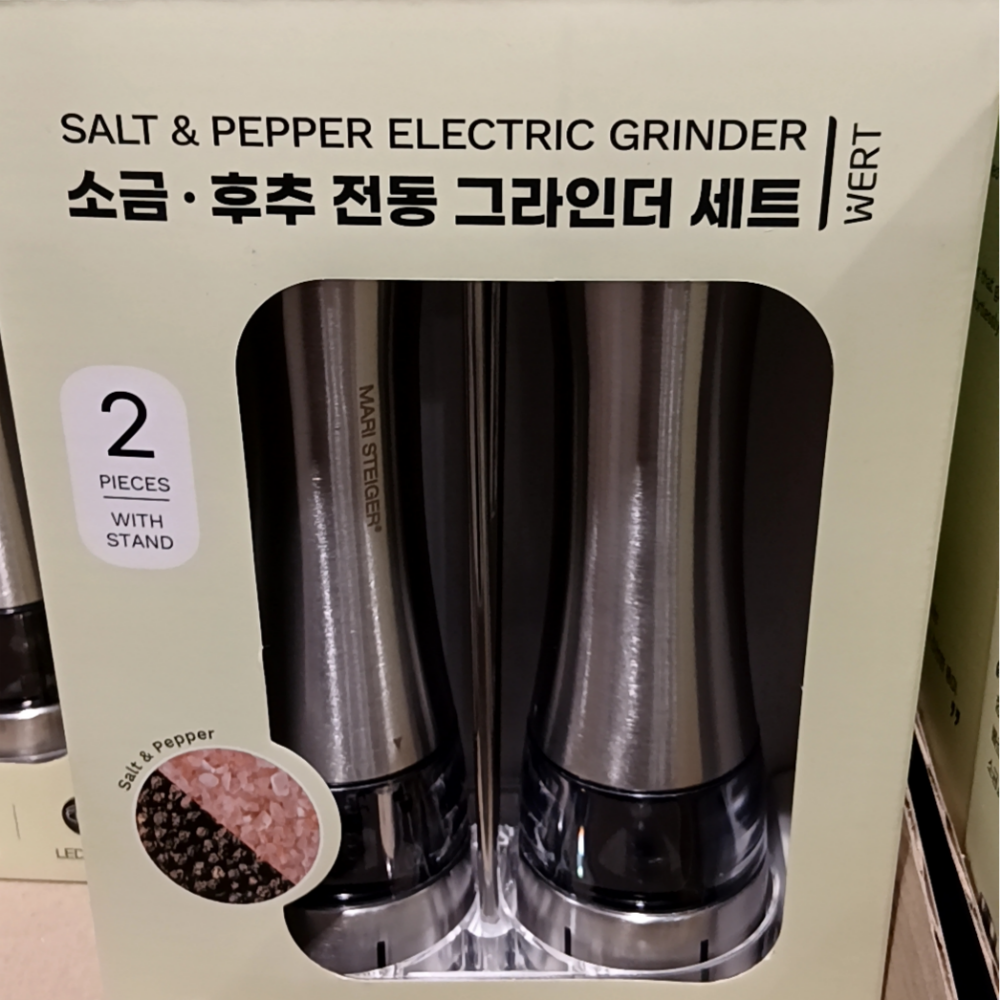 SALT & PEPPER ELECTRIC GRINDER
소금·후추 전동 그라인더 세트
WERT
MARI STEIGER®
2
PIECES
WITH
STAND
Salt & Pepper
LED